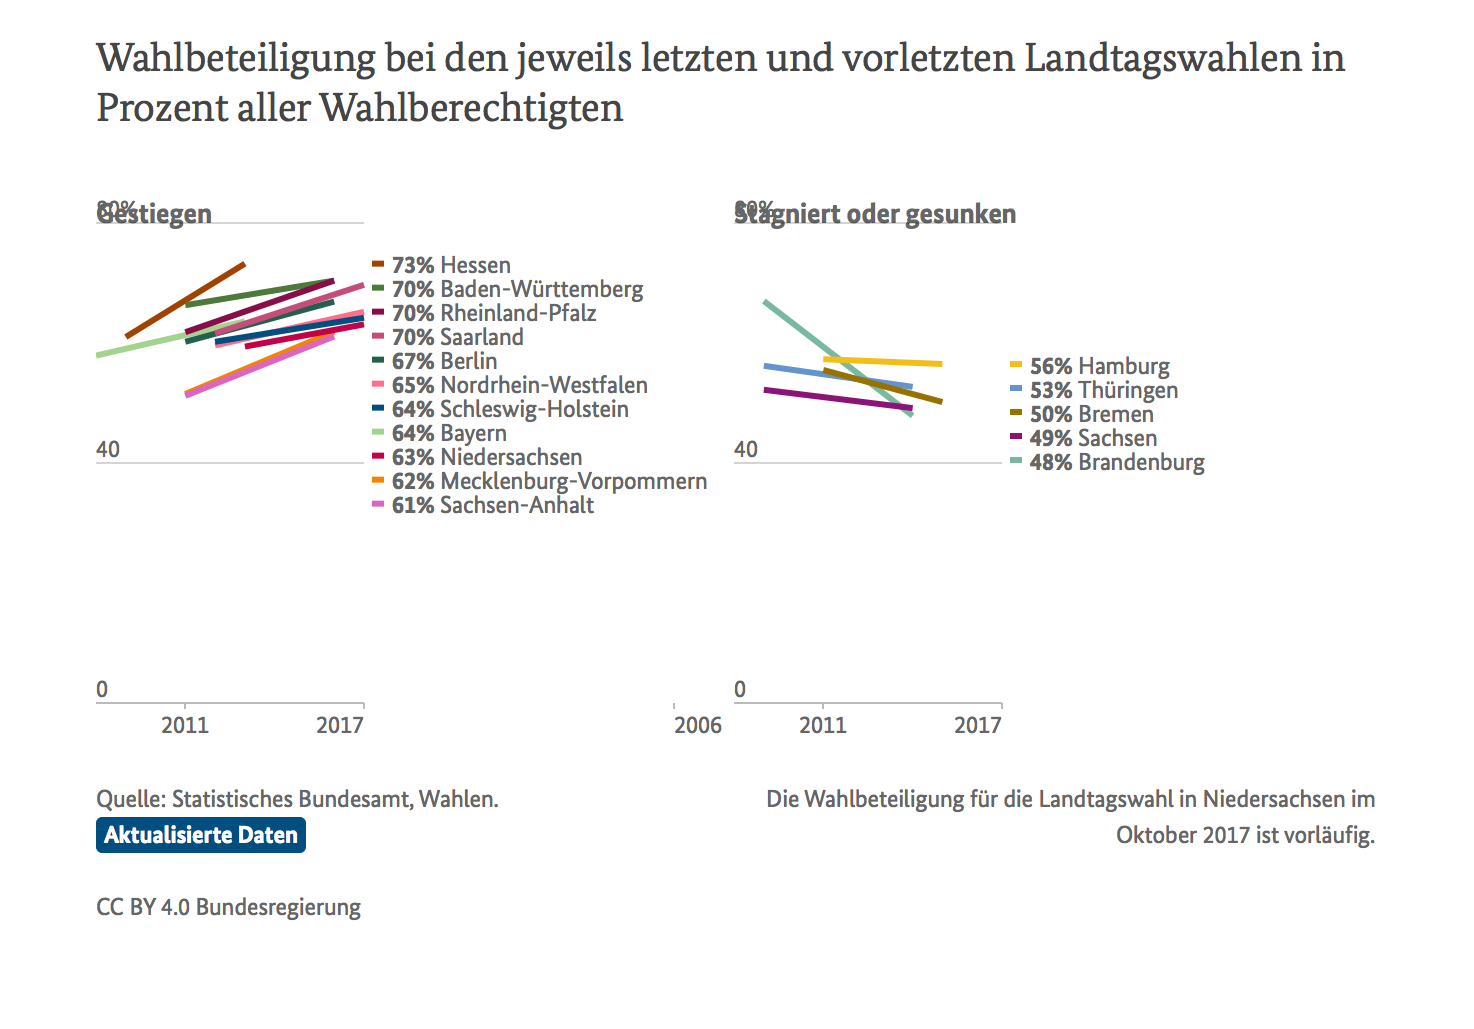 Wahlbeteiligung bei den jeweils letzten und vorletzten Landtagswahlen in
Prozent aller Wahlberechtigten
80%
Gestiegen
73% Hessen
70% Baden-Württemberg
70% Rheinland-Pfalz
70% Saarland
67% Berlin
65% Nordrhein-Westfalen
64% Schleswig-Holstein
64% Bayern
63% Niedersachsen
62% Mecklenburg-Vorpommern
61% Sachsen-Anhalt
40
0
2011
2017
80%
Stagniert oder gesunken
56% Hamburg
53% Thüringen
50% Bremen
49% Sachsen
48% Brandenburg
40
0
2006
2011
2017
Quelle: Statistisches Bundesamt, Wahlen.
Aktualisierte Daten
Die Wahlbeteiligung für die Landtagswahl in Niedersachsen im
Oktober 2017 ist vorläufig.
CC BY 4.0 Bundesregierung